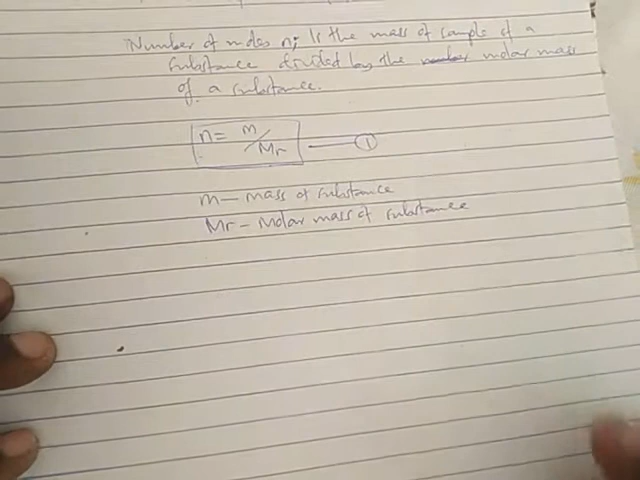 Number of moles n; Is the mass of sample of a
substance divided by the molar mass
of a substance.
n = m/Mr ①
m – mass of substance
Mr – Molar mass of substance